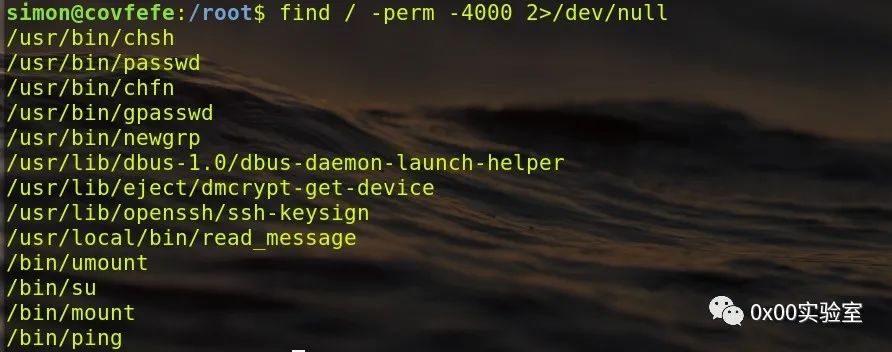 simon@covfefe:/root$ find / -perm -4000 2>/dev/null
/usr/bin/chsh
/usr/bin/passwd
/usr/bin/chfn
/usr/bin/gpasswd
/usr/bin/newgrp
/usr/lib/dbus-1.0/dbus-daemon-launch-helper
/usr/lib/eject/dmcrypt-get-device
/usr/lib/openssh/ssh-keysign
/usr/local/bin/read_message
/bin/umount
/bin/su
/bin/mount
/bin/ping
0x00实验室